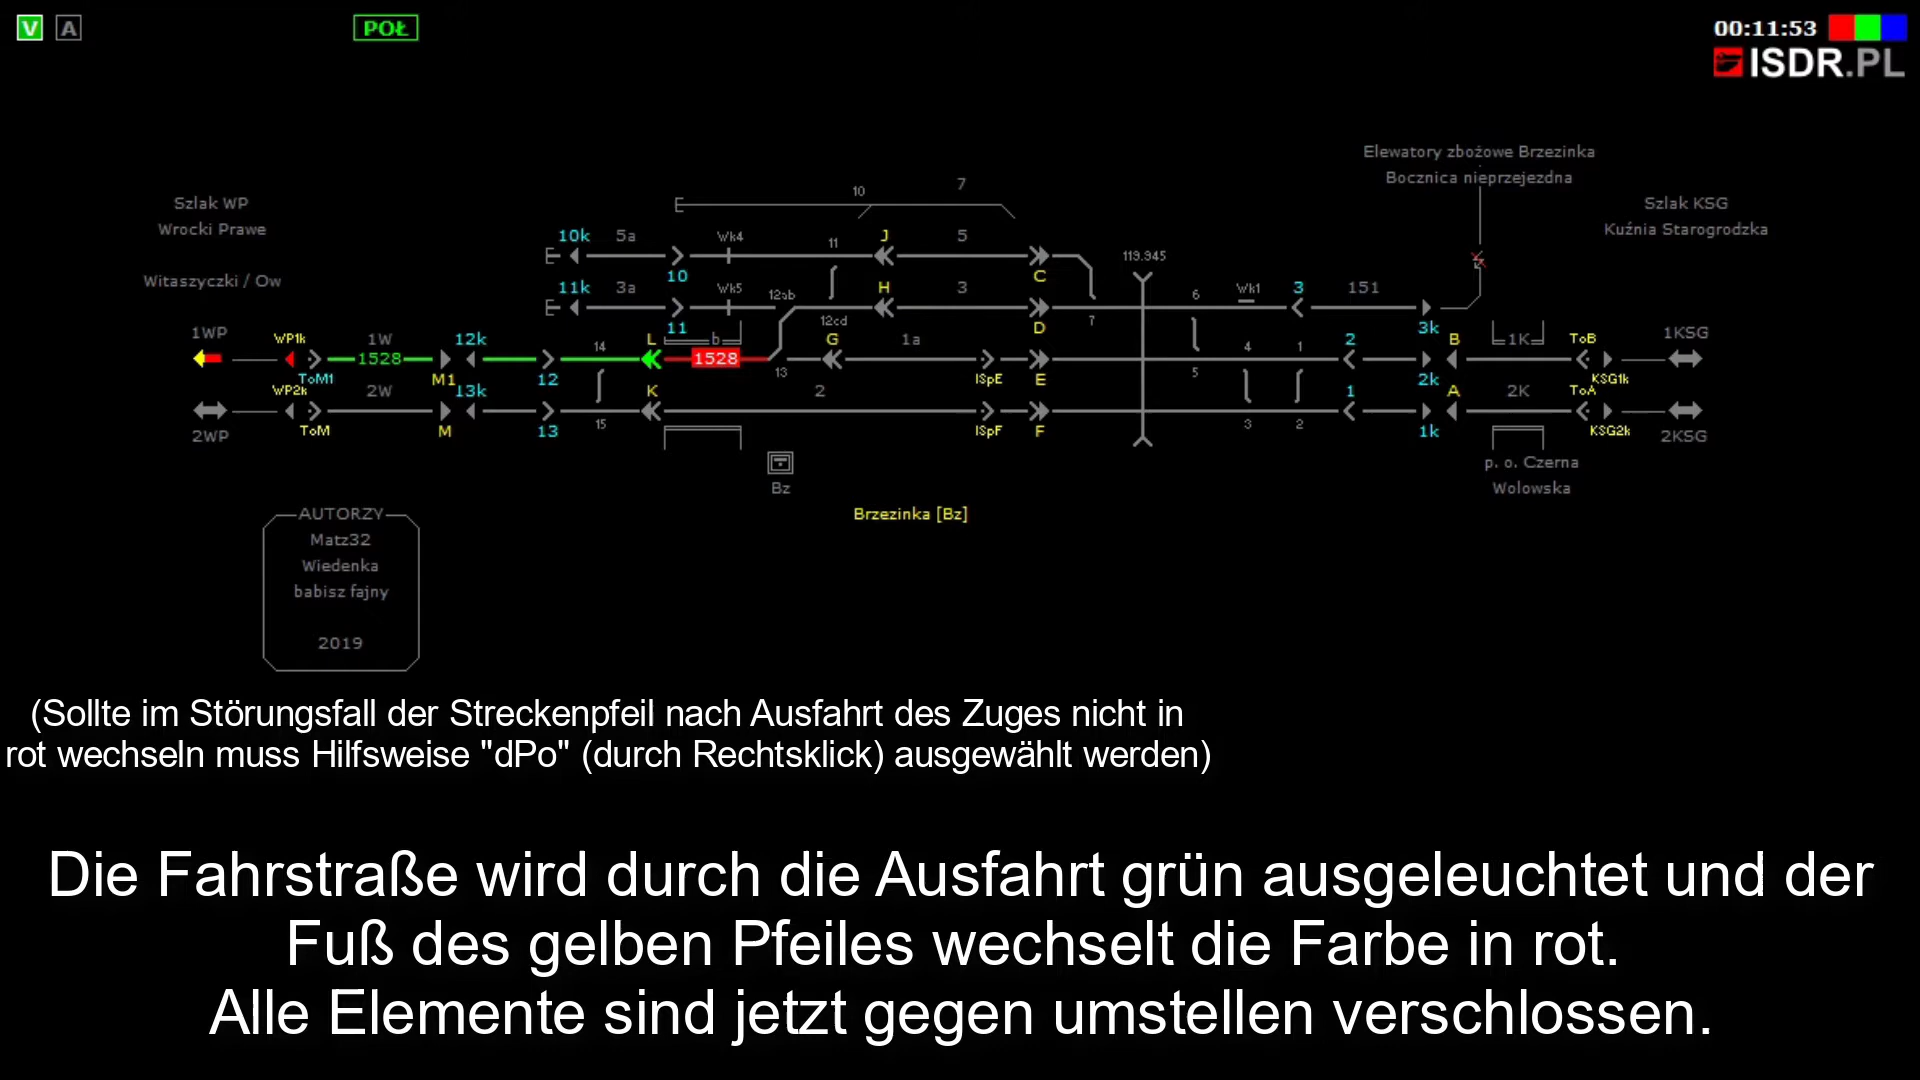 V A POŁ 00:11:53
ISDR.PL
Elewatory zbożowe Brzezinka
Bocznica nieprzejezdna
Szlak WP
Wrocki Prawe
Witaszyczki / Ow
Szlak KSG
Kuźnia Starogrodzka
10 7
10k 5a Wk4 11 J 5 119.945
10 C
11k 3a Wk5 12ab H 3 6 Wk1 3 151
11 12cd D 7 3k
1WP WP1k 1W 12k 14 L b G 1a 4 1 2 B 1K ToB 1KSG
1528 1528
ToM1 M1 12 13 ISpE E 5 2k KSG1k
WP2k 2W 13k K 2 1 A 2K ToA
2WP ToM M 13 15 ISpF F 3 2 1k KSG2k 2KSG
Bz
p. o. Czerna
Wolowska
Brzezinka [Bz]
AUTORZY
Matz32
Wiedenka
babisz fajny
2019
(Sollte im Störungsfall der Streckenpfeil nach Ausfahrt des Zuges nicht in
rot wechseln muss Hilfsweise "dPo" (durch Rechtsklick) ausgewählt werden)
Die Fahrstraße wird durch die Ausfahrt grün ausgeleuchtet und der
Fuß des gelben Pfeiles wechselt die Farbe in rot.
Alle Elemente sind jetzt gegen umstellen verschlossen.